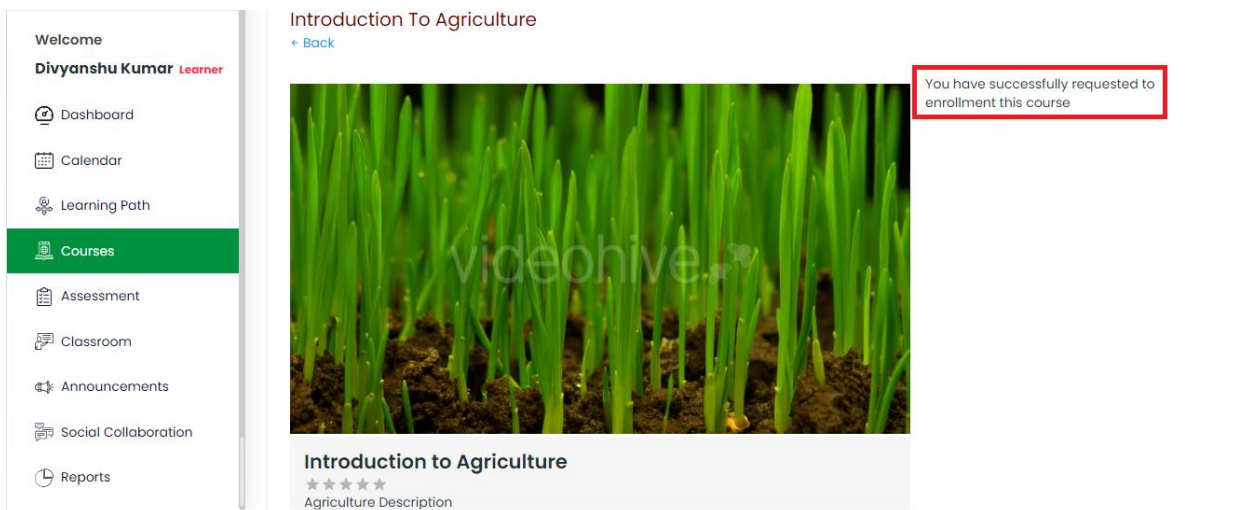 Welcome
Divyanshu Kumar Learner
Dashboard
Calendar
Learning Path
Courses
Assessment
Classroom
Announcements
Social Collaboration
Reports
Introduction To Agriculture
← Back
videohive
You have successfully requested to
enrollment this course
Introduction to Agriculture
Agriculture Description